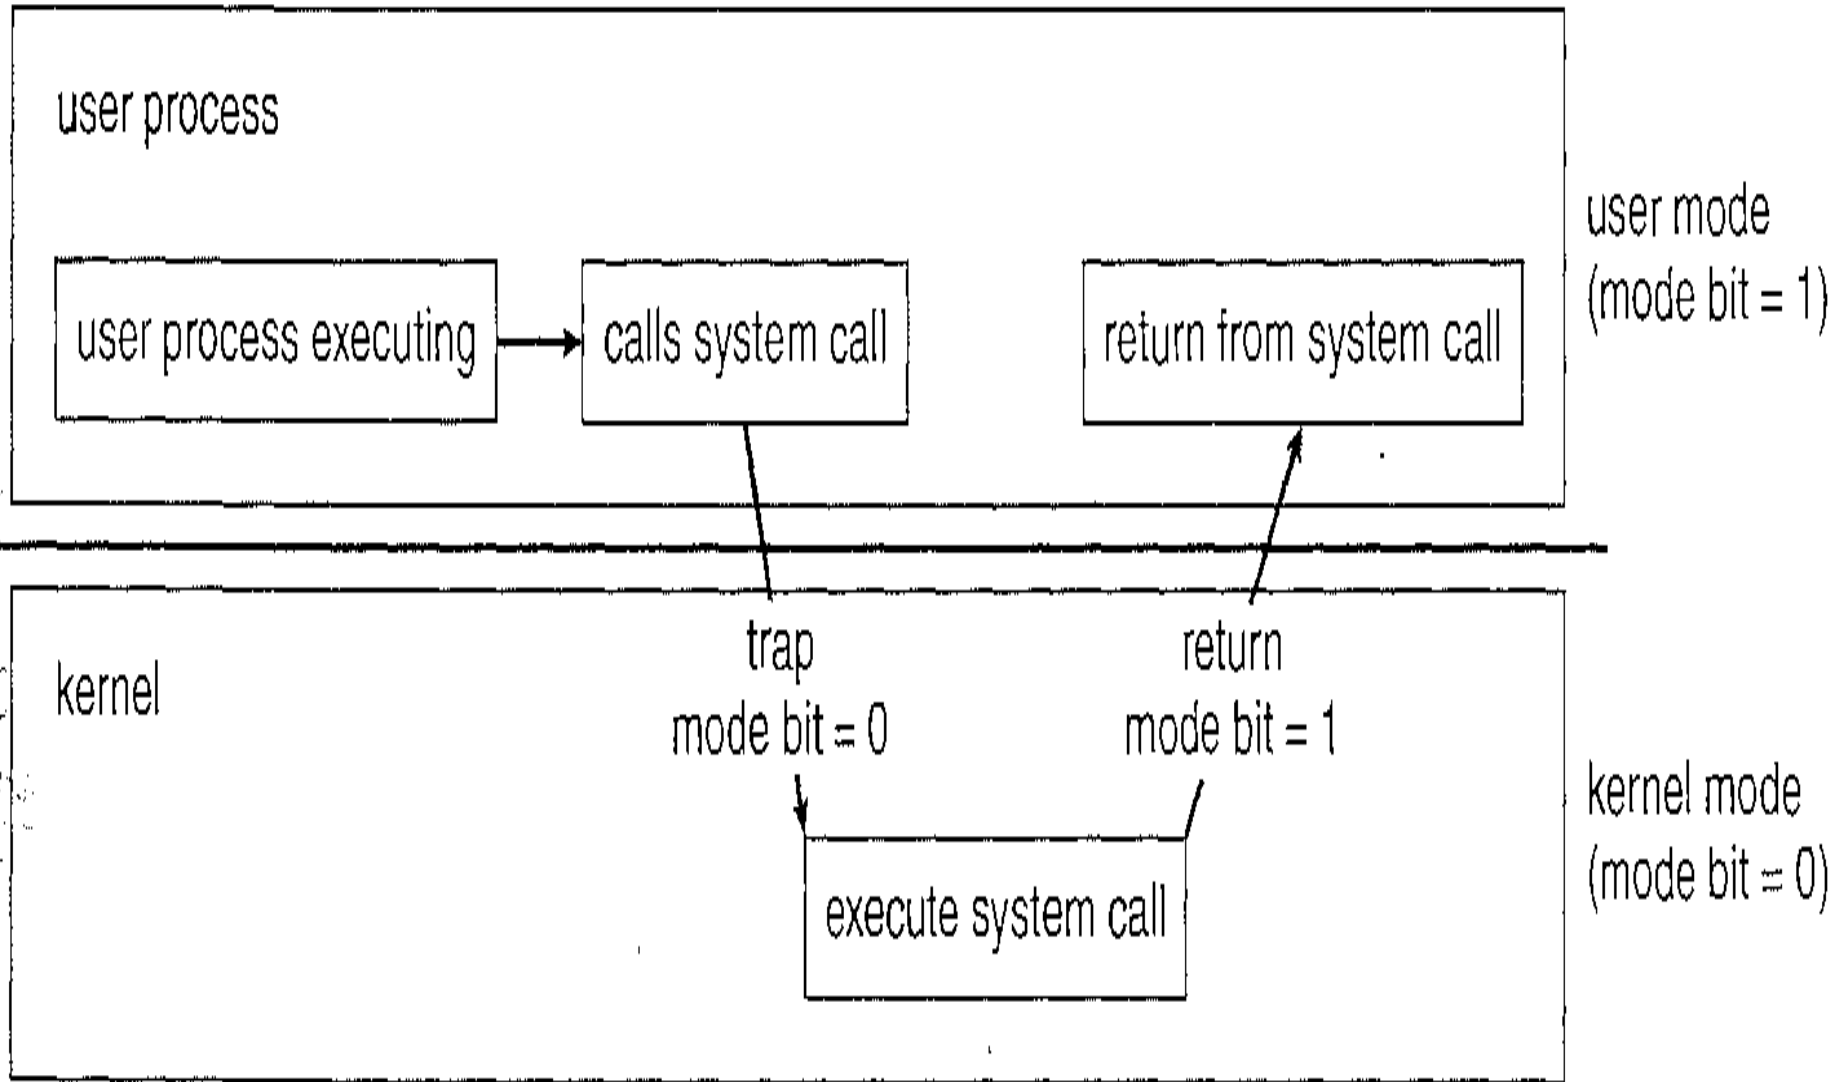 user process
user process executing
calls system call
return from system call
user mode
(mode bit = 1)
kernel
trap
mode bit = 0
return
mode bit = 1
execute system call
kernel mode
(mode bit = 0)